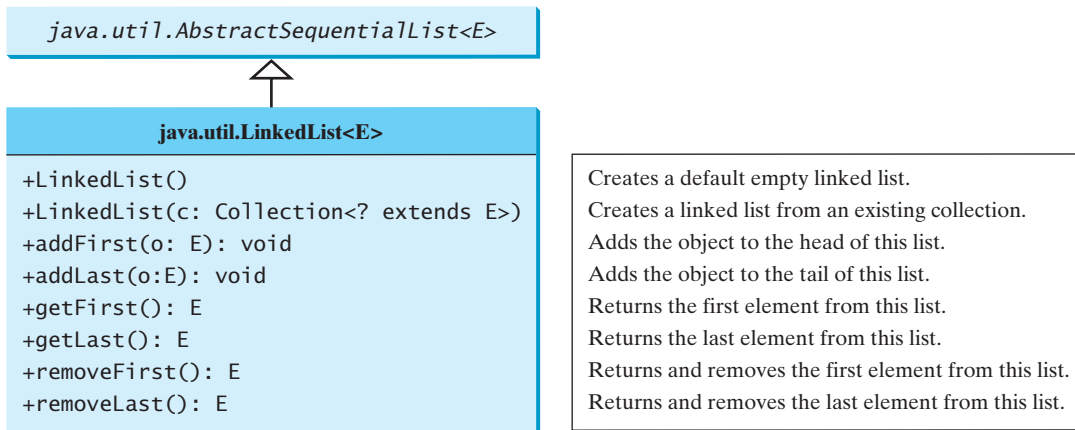 java.util.AbstractSequentialList<E>
java.util.LinkedList<E>
+LinkedList()
+LinkedList(c: Collection<? extends E>)
+addFirst(o: E): void
+addLast(o:E): void
+getFirst(): E
+getLast(): E
+removeFirst(): E
+removeLast(): E
Creates a default empty linked list.
Creates a linked list from an existing collection.
Adds the object to the head of this list.
Adds the object to the tail of this list.
Returns the first element from this list.
Returns the last element from this list.
Returns and removes the first element from this list.
Returns and removes the last element from this list.